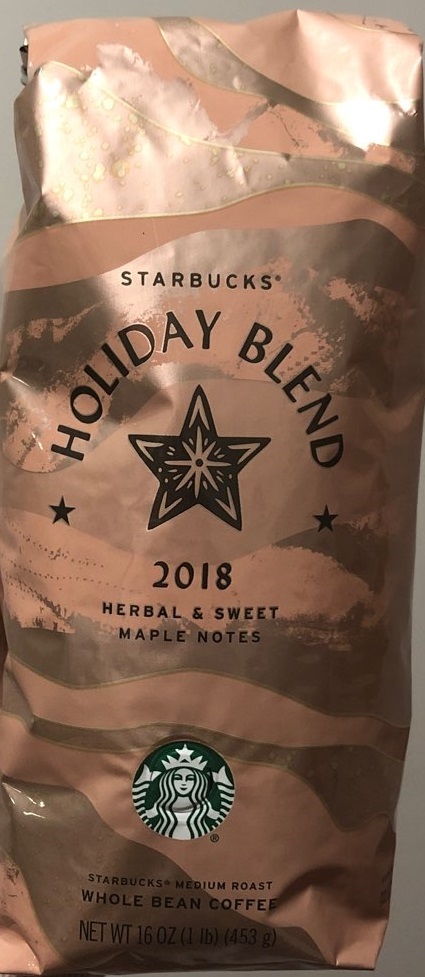 STARBUCKS®
HOLIDAY BLEND
2018
HERBAL & SWEET
MAPLE NOTES
®
STARBUCKS® MEDIUM ROAST
WHOLE BEAN COFFEE
NET WT 16 OZ (1 lb) (453 g)